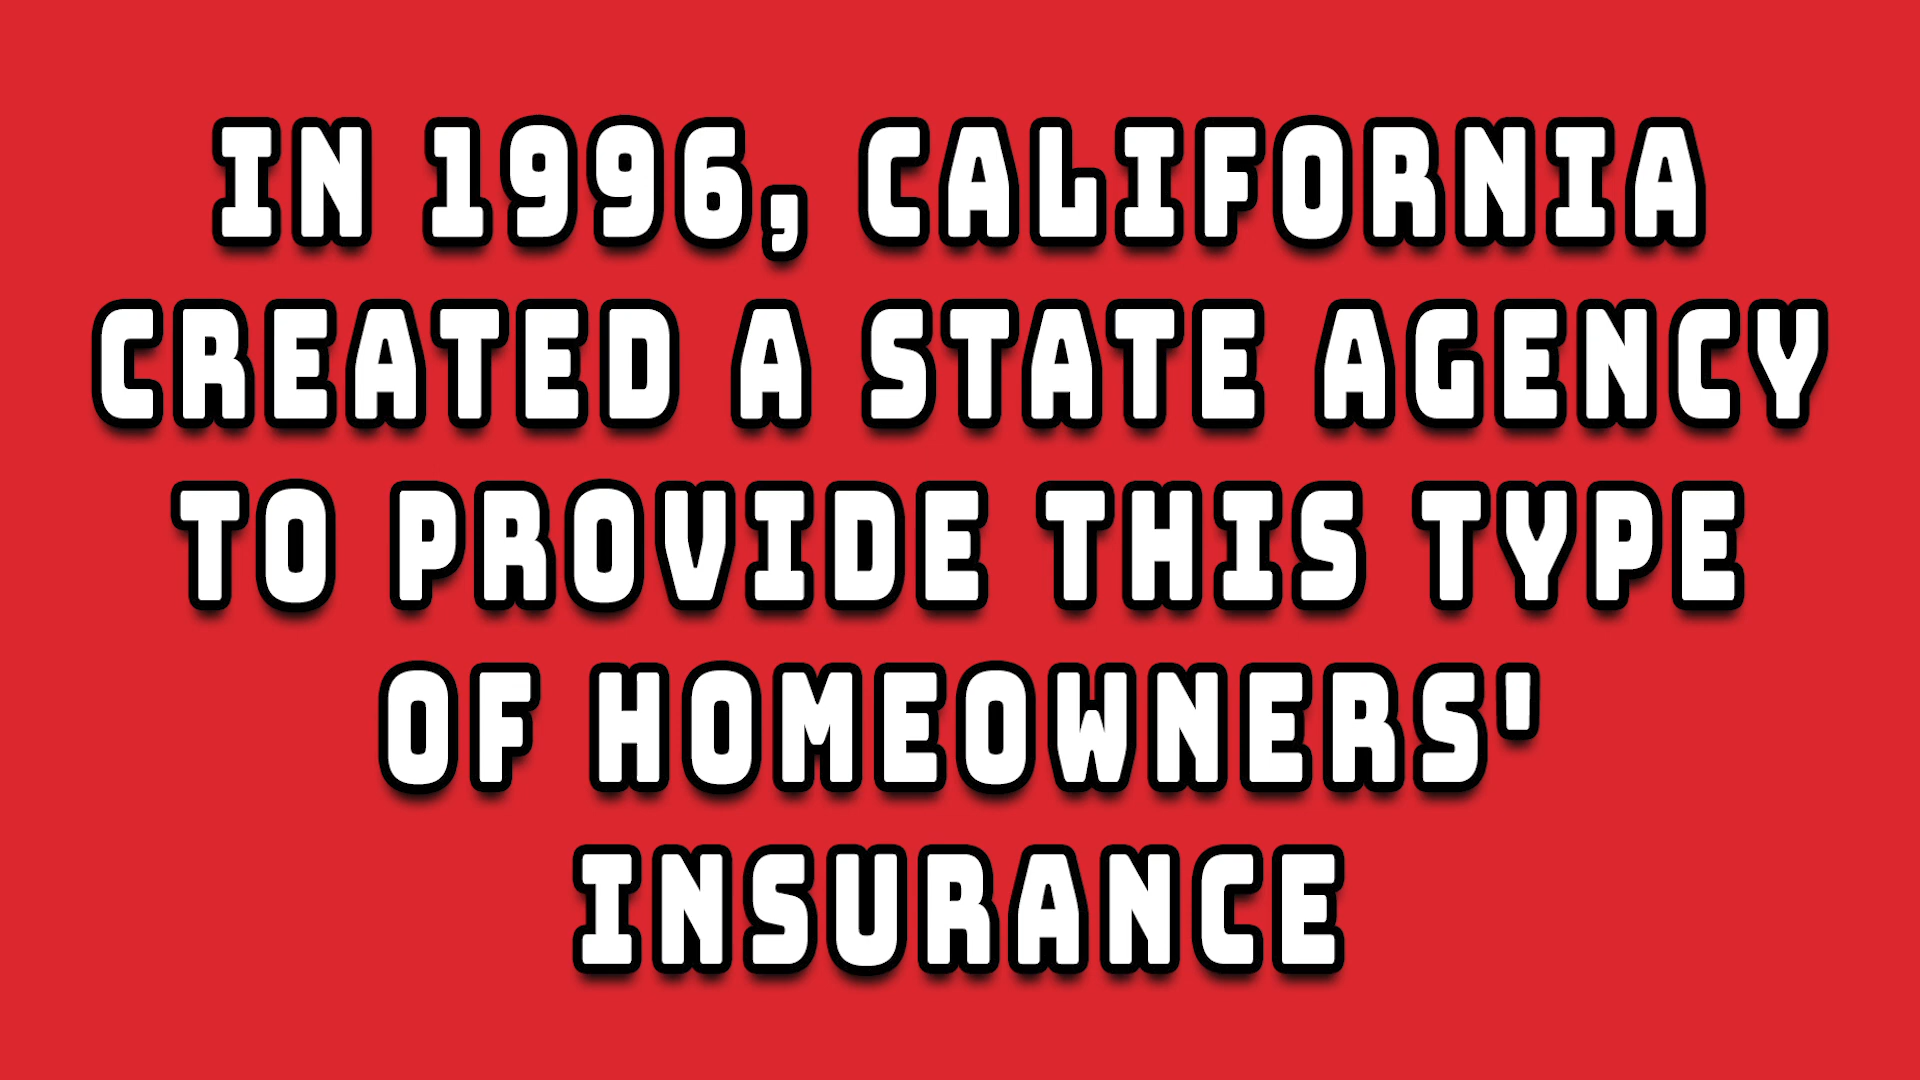 IN 1996, CALIFORNIA
CREATED A STATE AGENCY
TO PROVIDE THIS TYPE
OF HOMEOWNERS'
INSURANCE